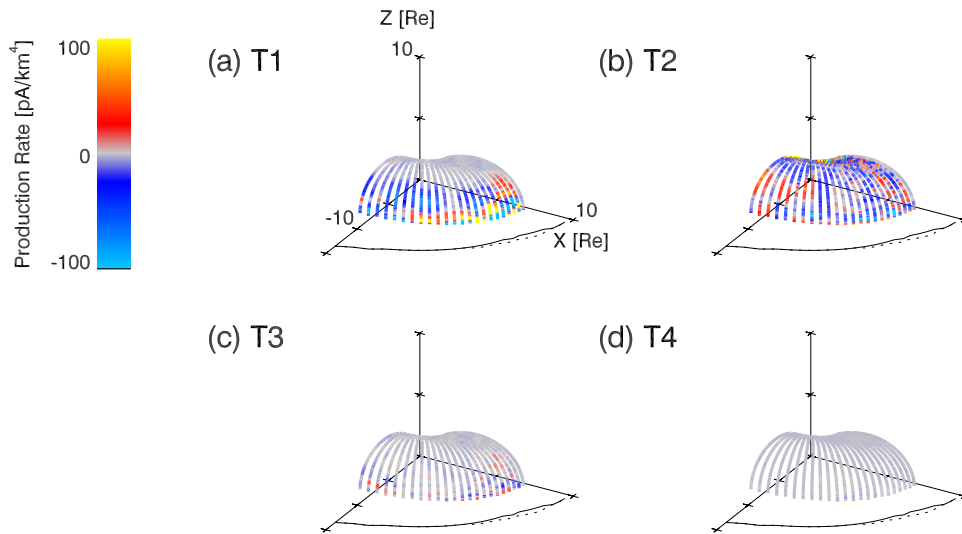 Production Rate [pA/km⁴]
100
0
-100
(a) T1
Z [Re]
10
-10
10
X [Re]
(b) T2
(c) T3
(d) T4